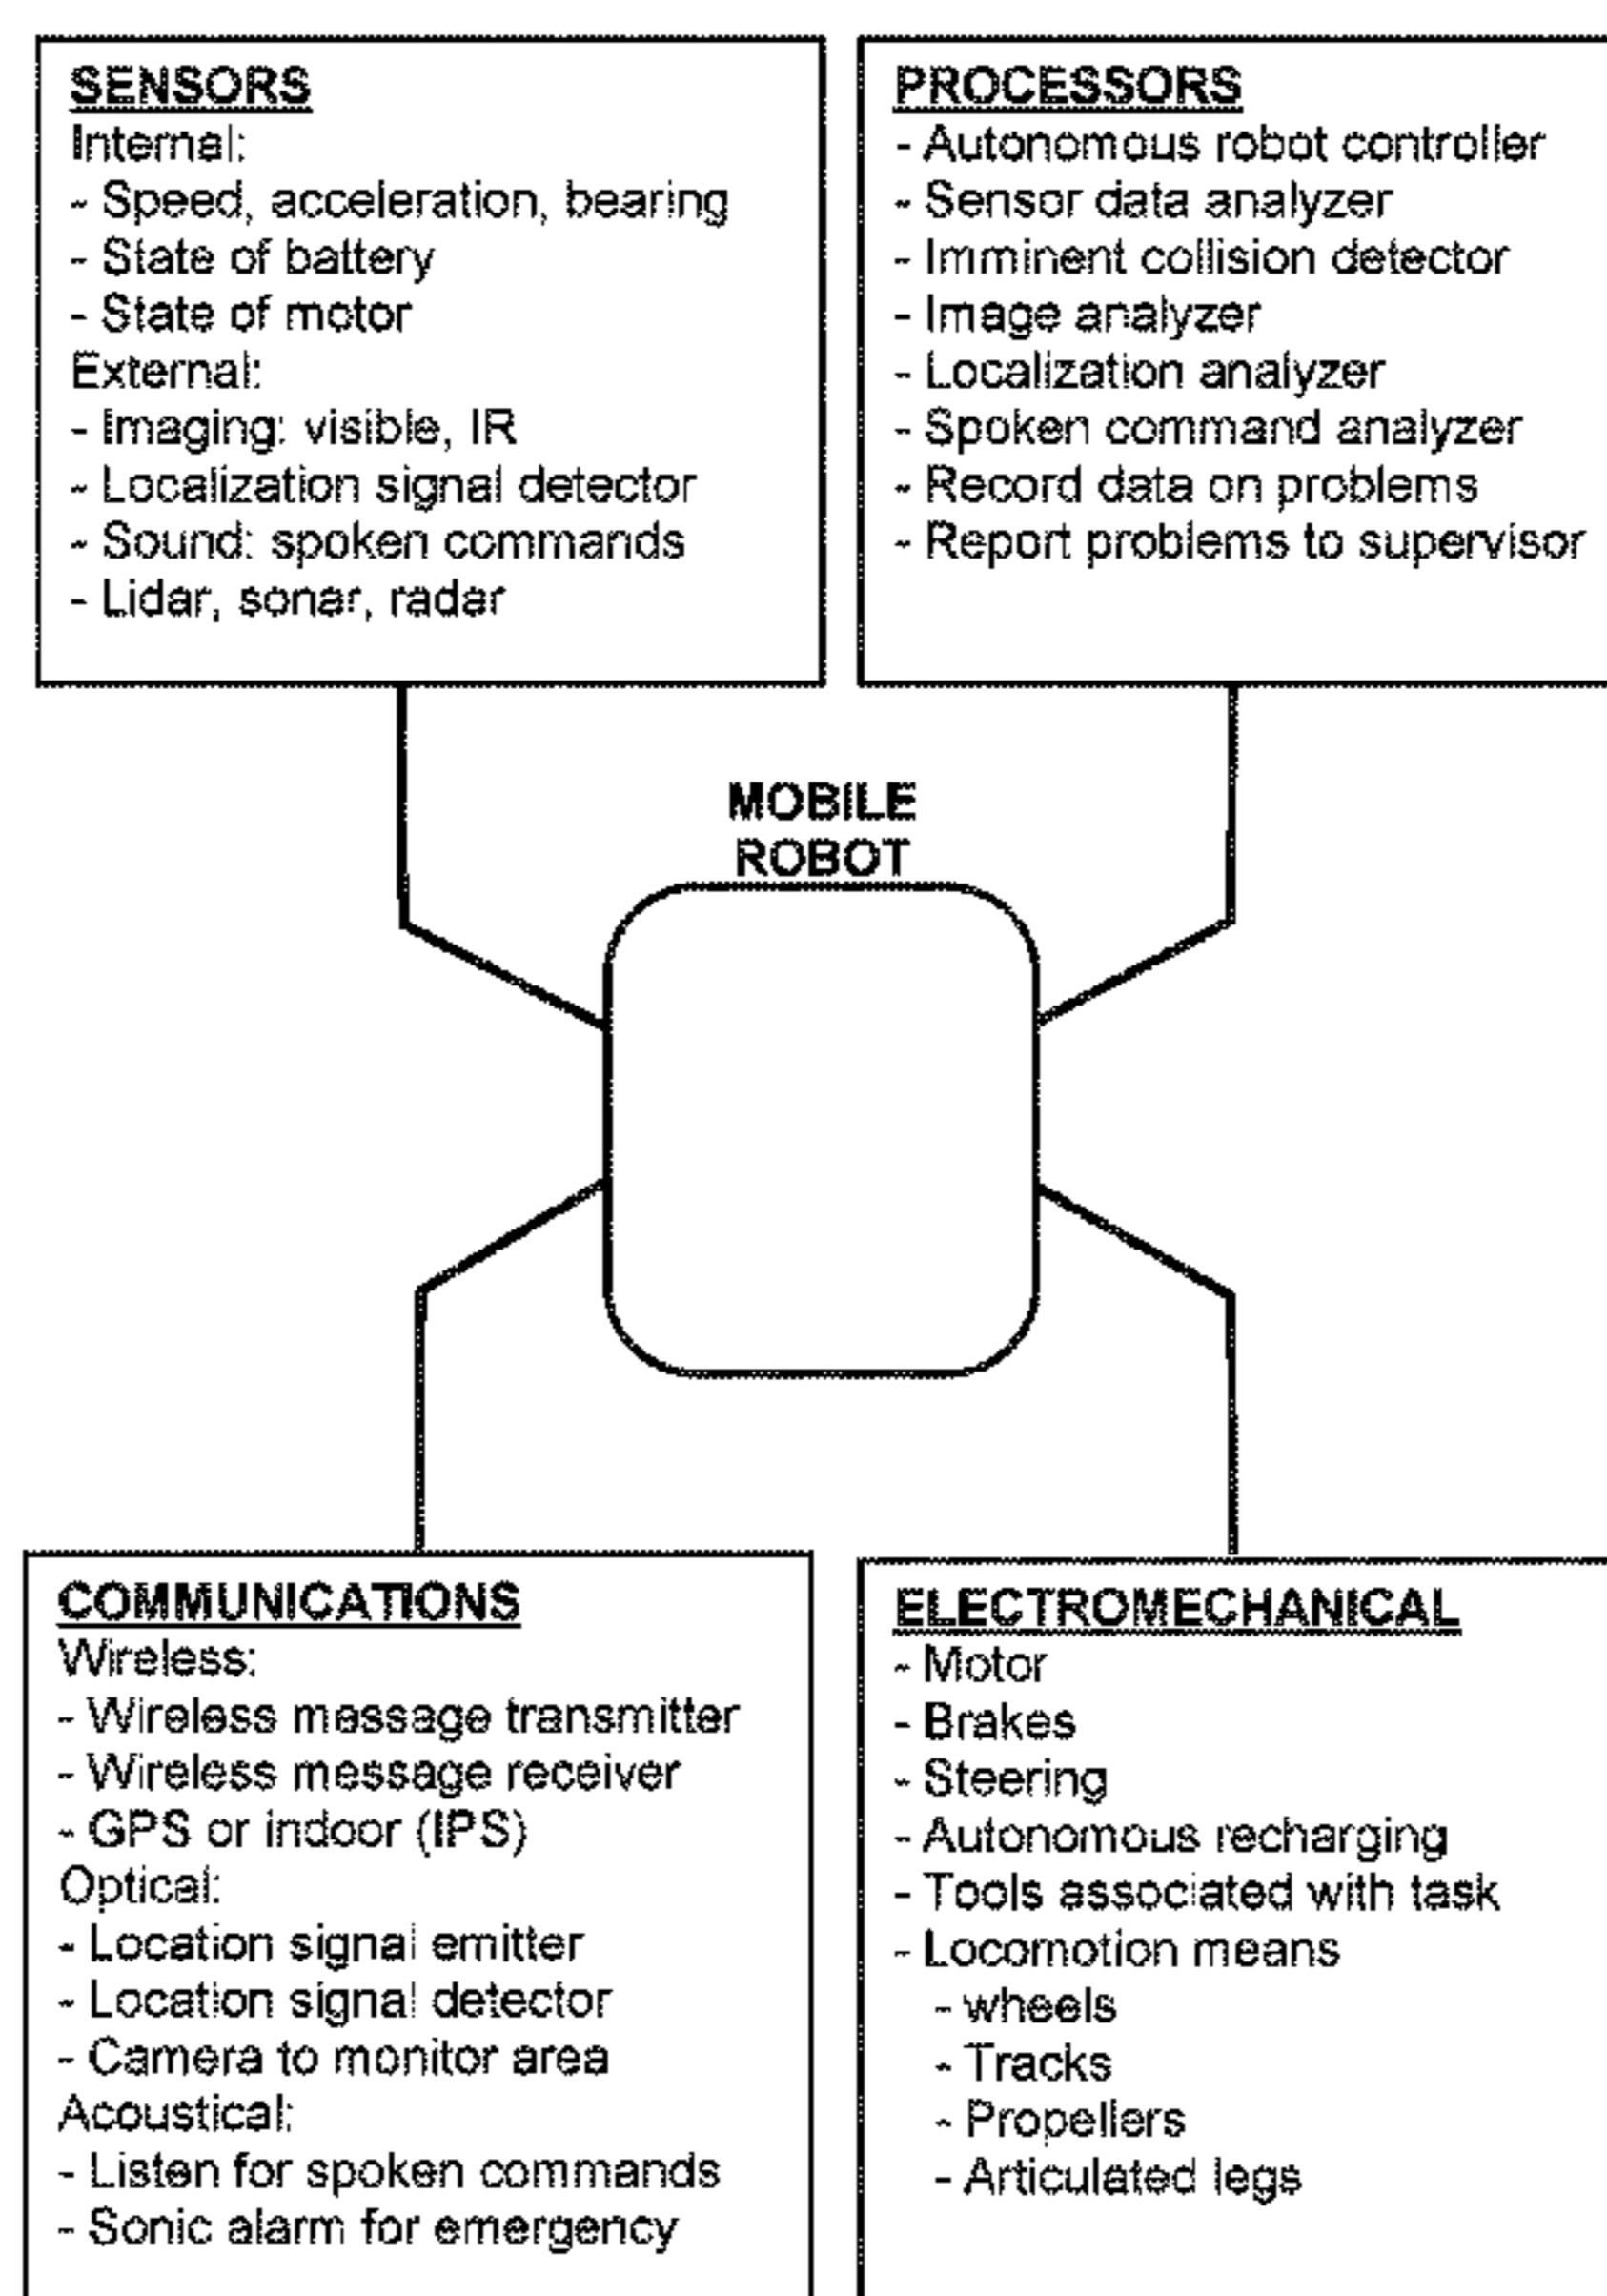 SENSORS
Internal:
- Speed, acceleration, bearing
- State of battery
- State of motor
External:
- Imaging: visible, IR
- Localization signal detector
- Sound: spoken commands
- Lidar, sonar, radar
PROCESSORS
- Autonomous robot controller
- Sensor data analyzer
- Imminent collision detector
- Image analyzer
- Localization analyzer
- Spoken command analyzer
- Record data on problems
- Report problems to supervisor
MOBILE
ROBOT
COMMUNICATIONS
Wireless:
- Wireless message transmitter
- Wireless message receiver
- GPS or indoor (IPS)
Optical:
- Location signal emitter
- Location signal detector
- Camera to monitor area
Acoustical:
- Listen for spoken commands
- Sonic alarm for emergency
ELECTROMECHANICAL
- Motor
- Brakes
- Steering
- Autonomous recharging
- Tools associated with task
- Locomotion means
- wheels
- Tracks
- Propellers
- Articulated legs